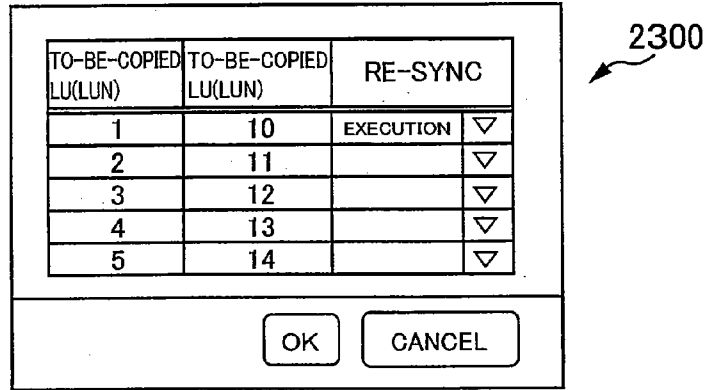 2300
TO-BE-COPIED LU(LUN) TO-BE-COPIED LU(LUN) RE-SYNC
1 10 EXECUTION ▽
2 11 ▽
3 12 ▽
4 13 ▽
5 14 ▽
OK CANCEL